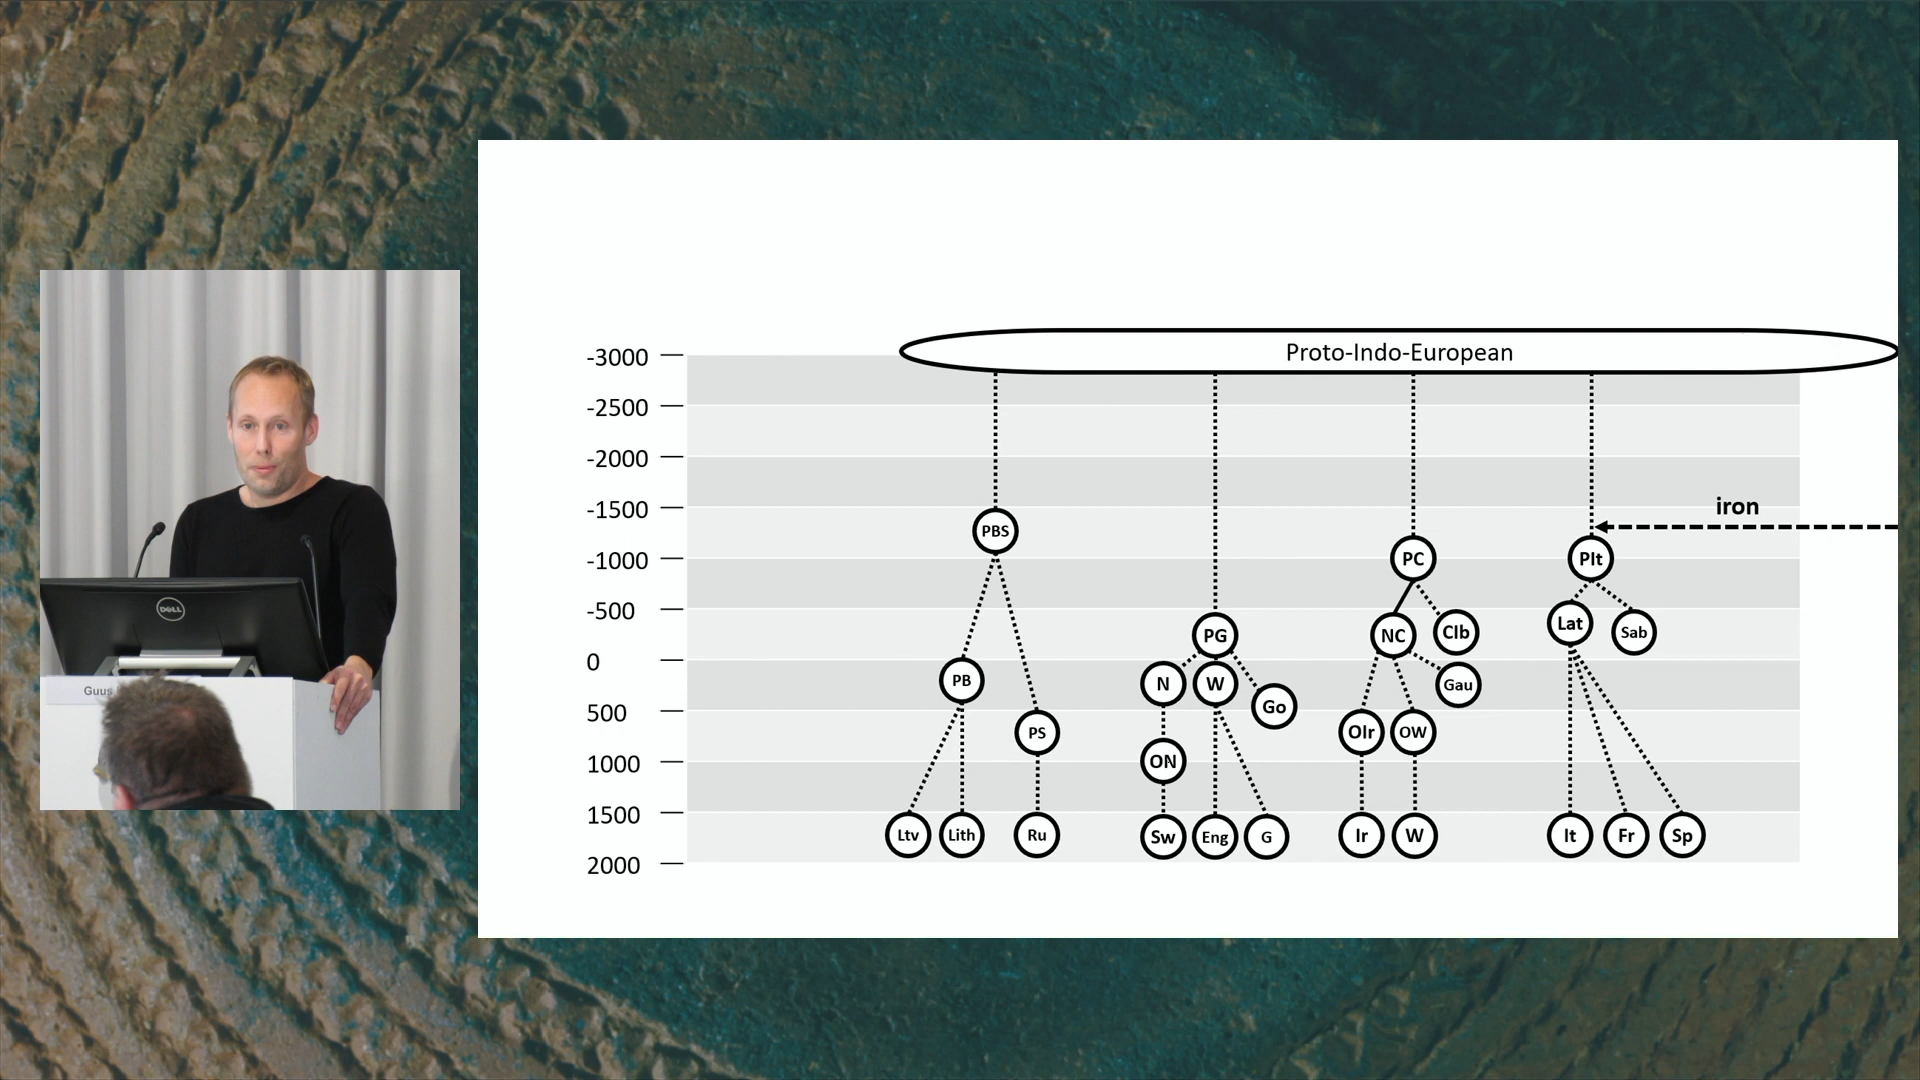 Proto-Indo-European
-3000
-2500
-2000
-1500
iron
PBS
-1000
PC
PIt
-500
PG
NC
Clb
Lat
Sab
0
PB
N
W
Gau
Go
500
PS
OIr
OW
1000
ON
1500
Ltv
Lith
Ru
Sw
Eng
G
Ir
W
It
Fr
Sp
2000
DELL
Guus